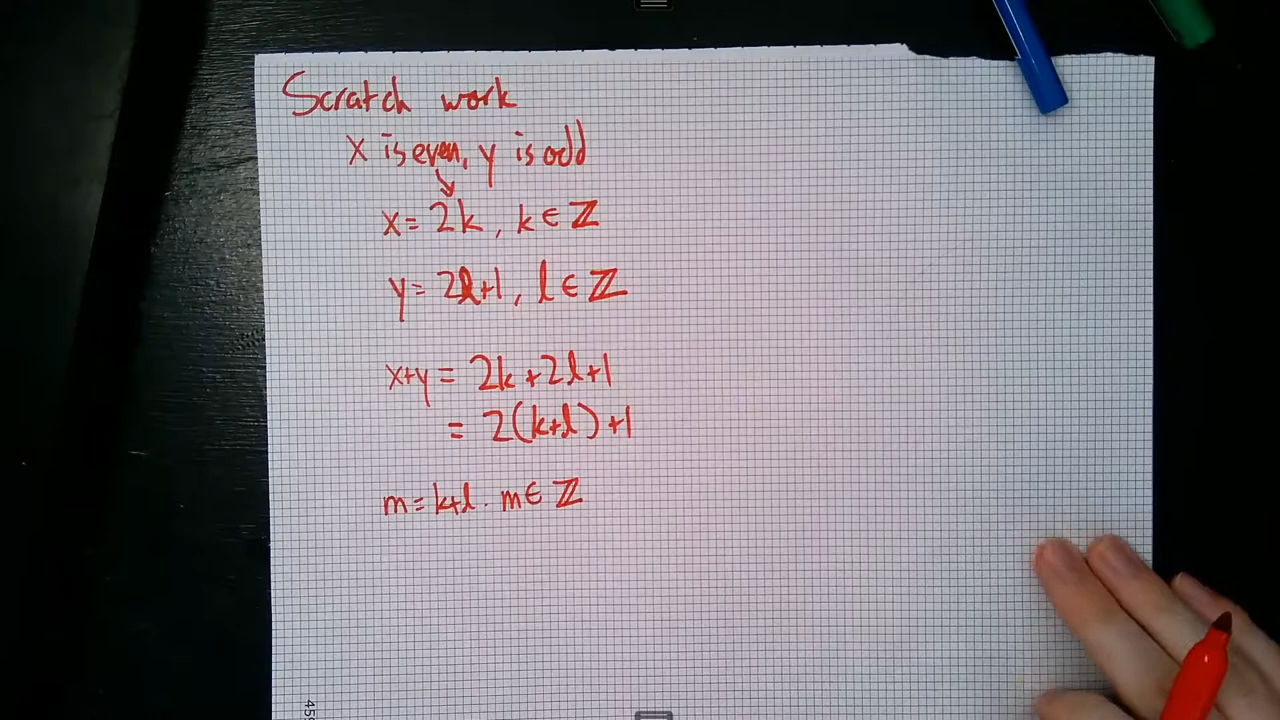 Scratch work
x is even, y is odd
x = 2k, k ∈ ℤ
y = 2l+1, l ∈ ℤ
x+y = 2k + 2l+1
= 2(k+l) + 1
m = k+l. m ∈ ℤ